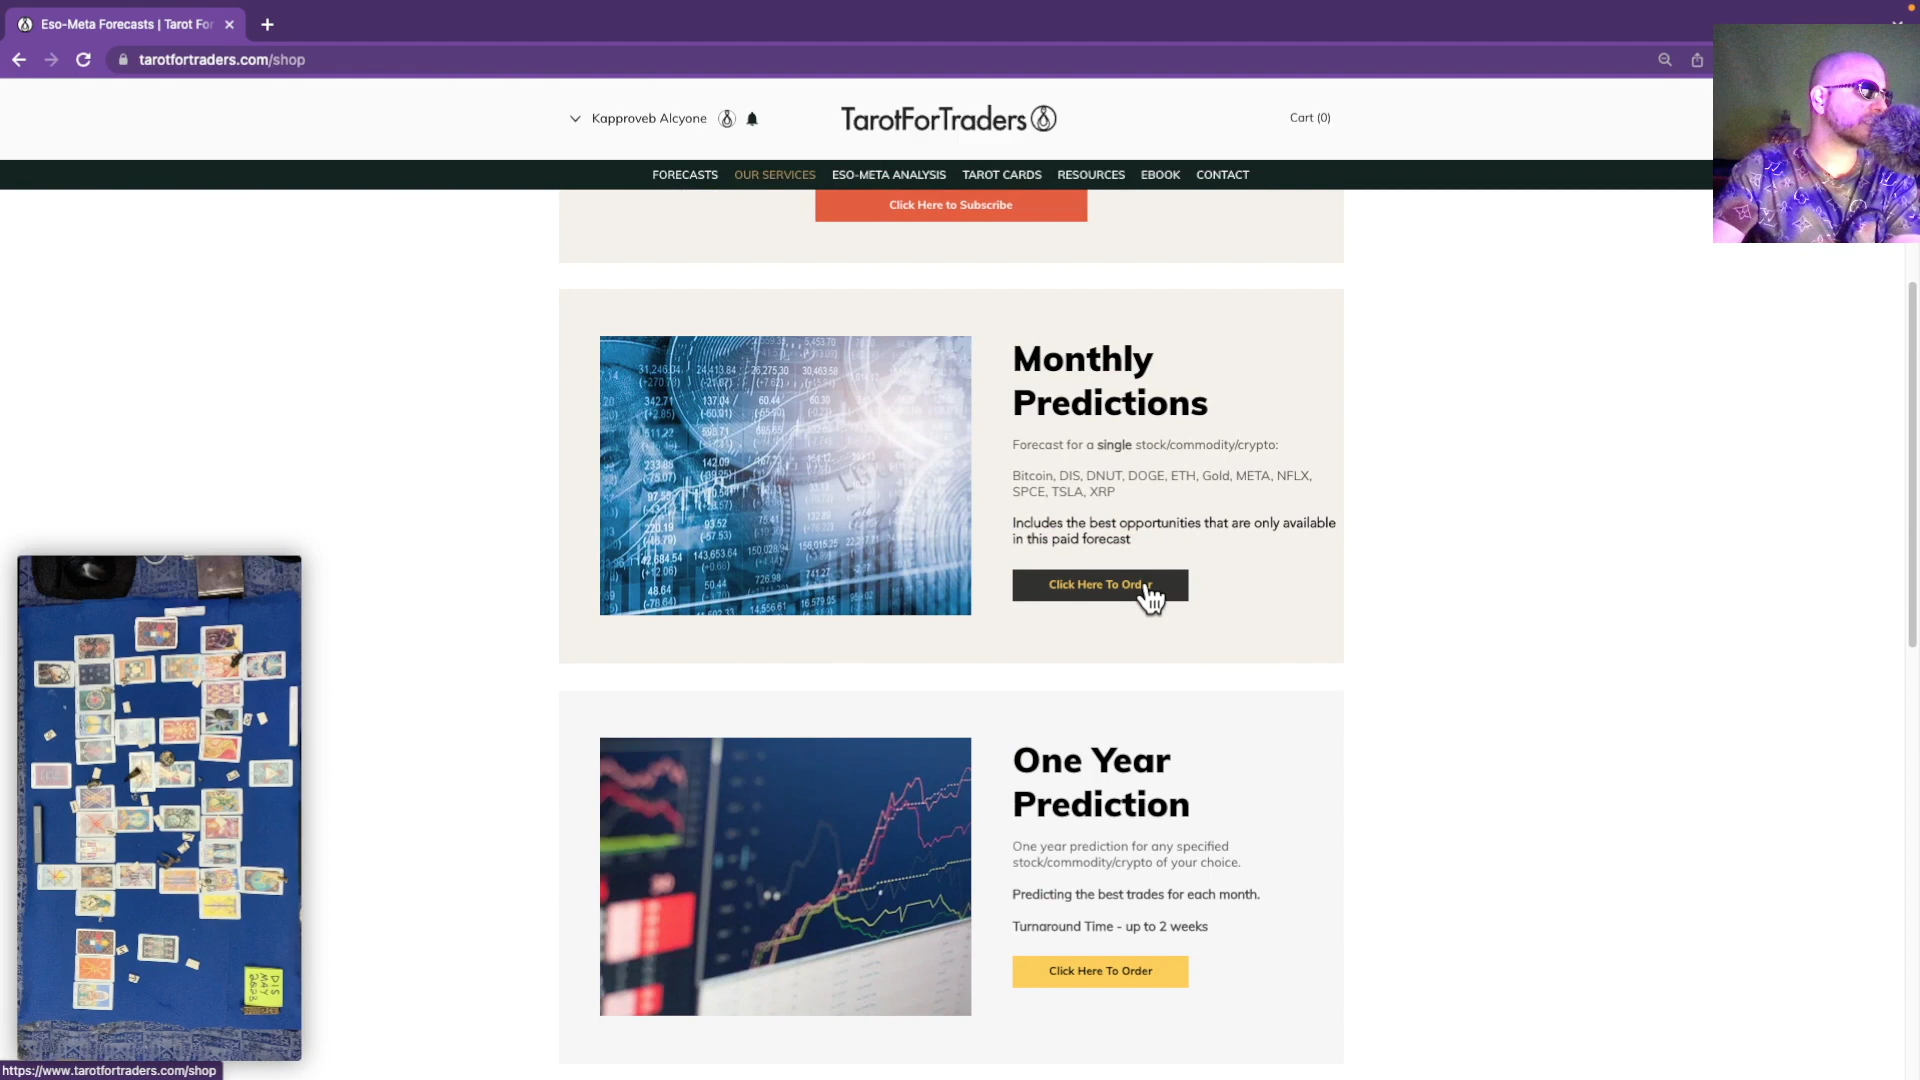 Eso-Meta Forecasts | Tarot For
tarotfortraders.com/shop
Kapproveb Alcyone
TarotForTraders
Cart (0)
FORECASTS OUR SERVICES ESO-META ANALYSIS TAROT CARDS RESOURCES EBOOK CONTACT
Click Here to Subscribe
Monthly
Predictions
Forecast for a single stock/commodity/crypto:
Bitcoin, DIS, DNUT, DOGE, ETH, Gold, META, NFLX,
SPCE, TSLA, XRP
Includes the best opportunities that are only available
in this paid forecast
Click Here To Order
One Year
Prediction
One year prediction for any specified
stock/commodity/crypto of your choice.
Predicting the best trades for each month.
Turnaround Time - up to 2 weeks
Click Here To Order
DIS
MAY
2023
https://www.tarotfortraders.com/shop